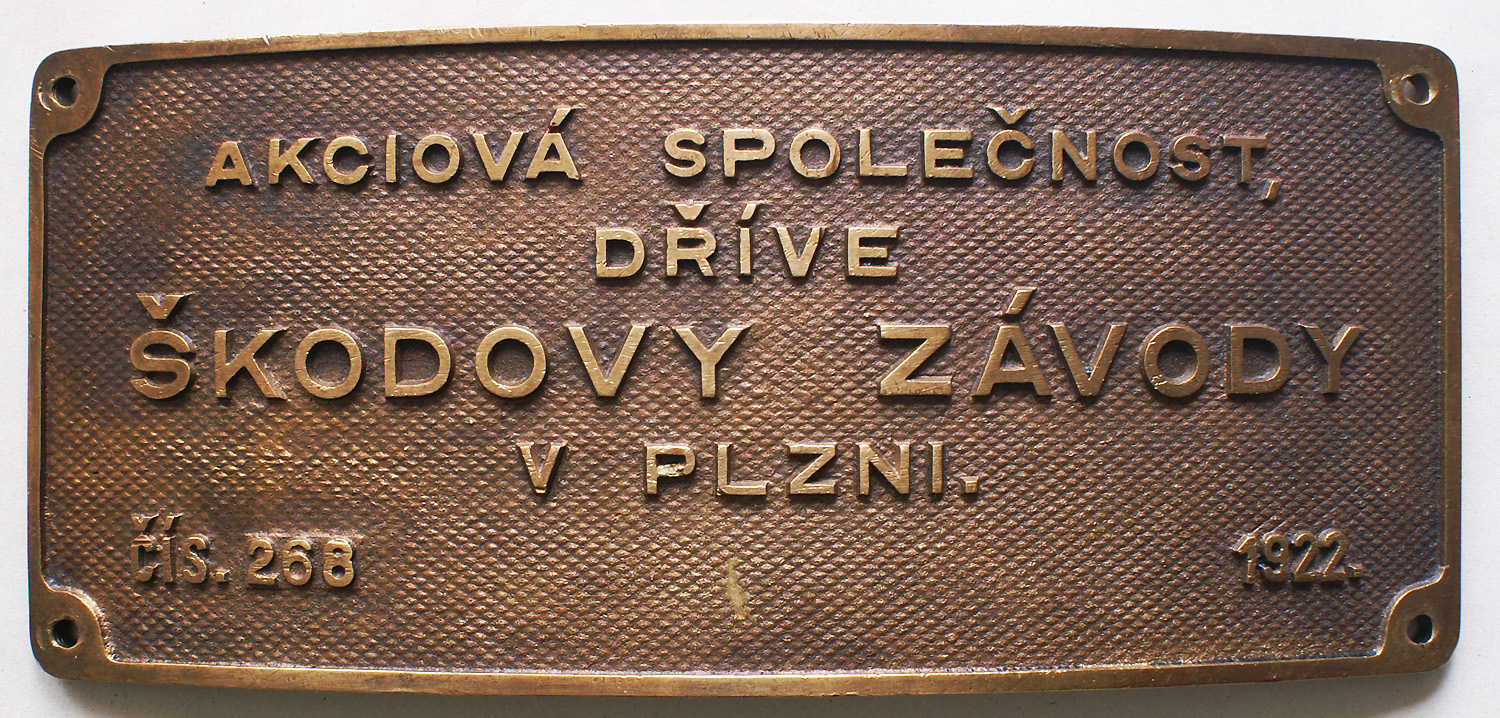 AKCIOVÁ SPOLEČNOST,
DŘÍVE
ŠKODOVY ZÁVODY
V PLZNI.
ČÍS. 268 1922.